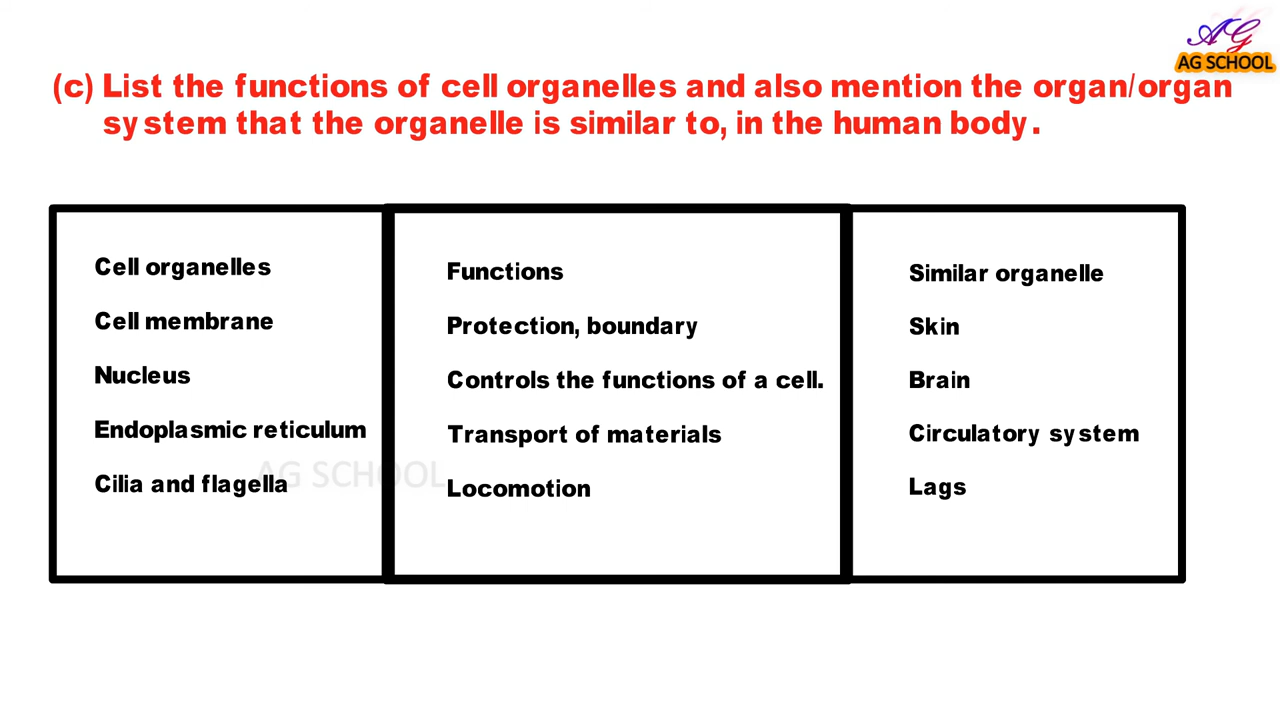 AG
AG SCHOOL
(c) List the functions of cell organelles and also mention the organ/organ
system that the organelle is similar to, in the human body.
Cell organelles Functions Similar organelle
Cell membrane Protection, boundary Skin
Nucleus Controls the functions of a cell. Brain
Endoplasmic reticulum Transport of materials Circulatory system
Cilia and flagella Locomotion Lags
AG SCHOOL